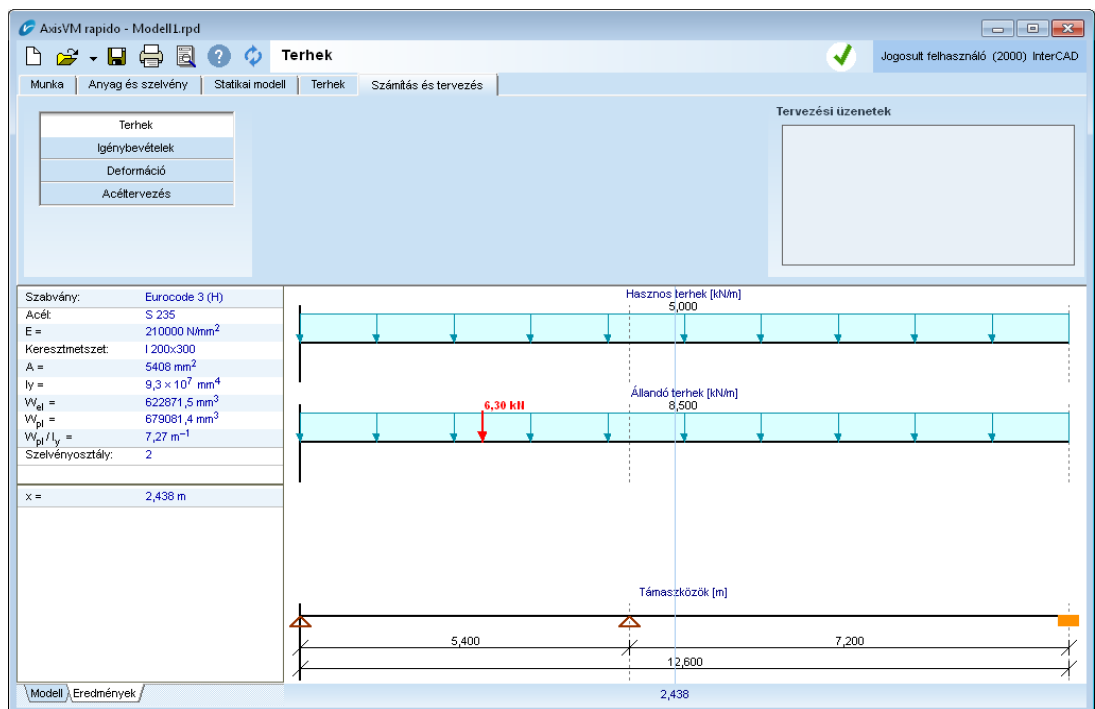 AxisVM rapido - Modell1.rpd
Terhek
Jogosult felhasználó (2000) InterCAD
Munka Anyag és szelvény Statikai modell Terhek Számítás és tervezés
Terhek
Igénybevételek
Deformáció
Acéltervezés
Tervezési üzenetek
Szabvány: Eurocode 3 (H)
Acél: S 235
E = 210000 N/mm²
Keresztmetszet: I 200×300
A = 5408 mm²
Iy = 9,3 × 10⁷ mm⁴
Wel = 622871,5 mm³
Wpl = 679081,4 mm³
Wpl / Iy = 7,27 m⁻¹
Szelvényosztály: 2
x = 2,438 m
Hasznos terhek [kN/m]
5,000
Állandó terhek [kN/m]
6,30 kN
8,500
Támaszközök [m]
5,400 7,200
12,600
Modell Eredmények
2,438